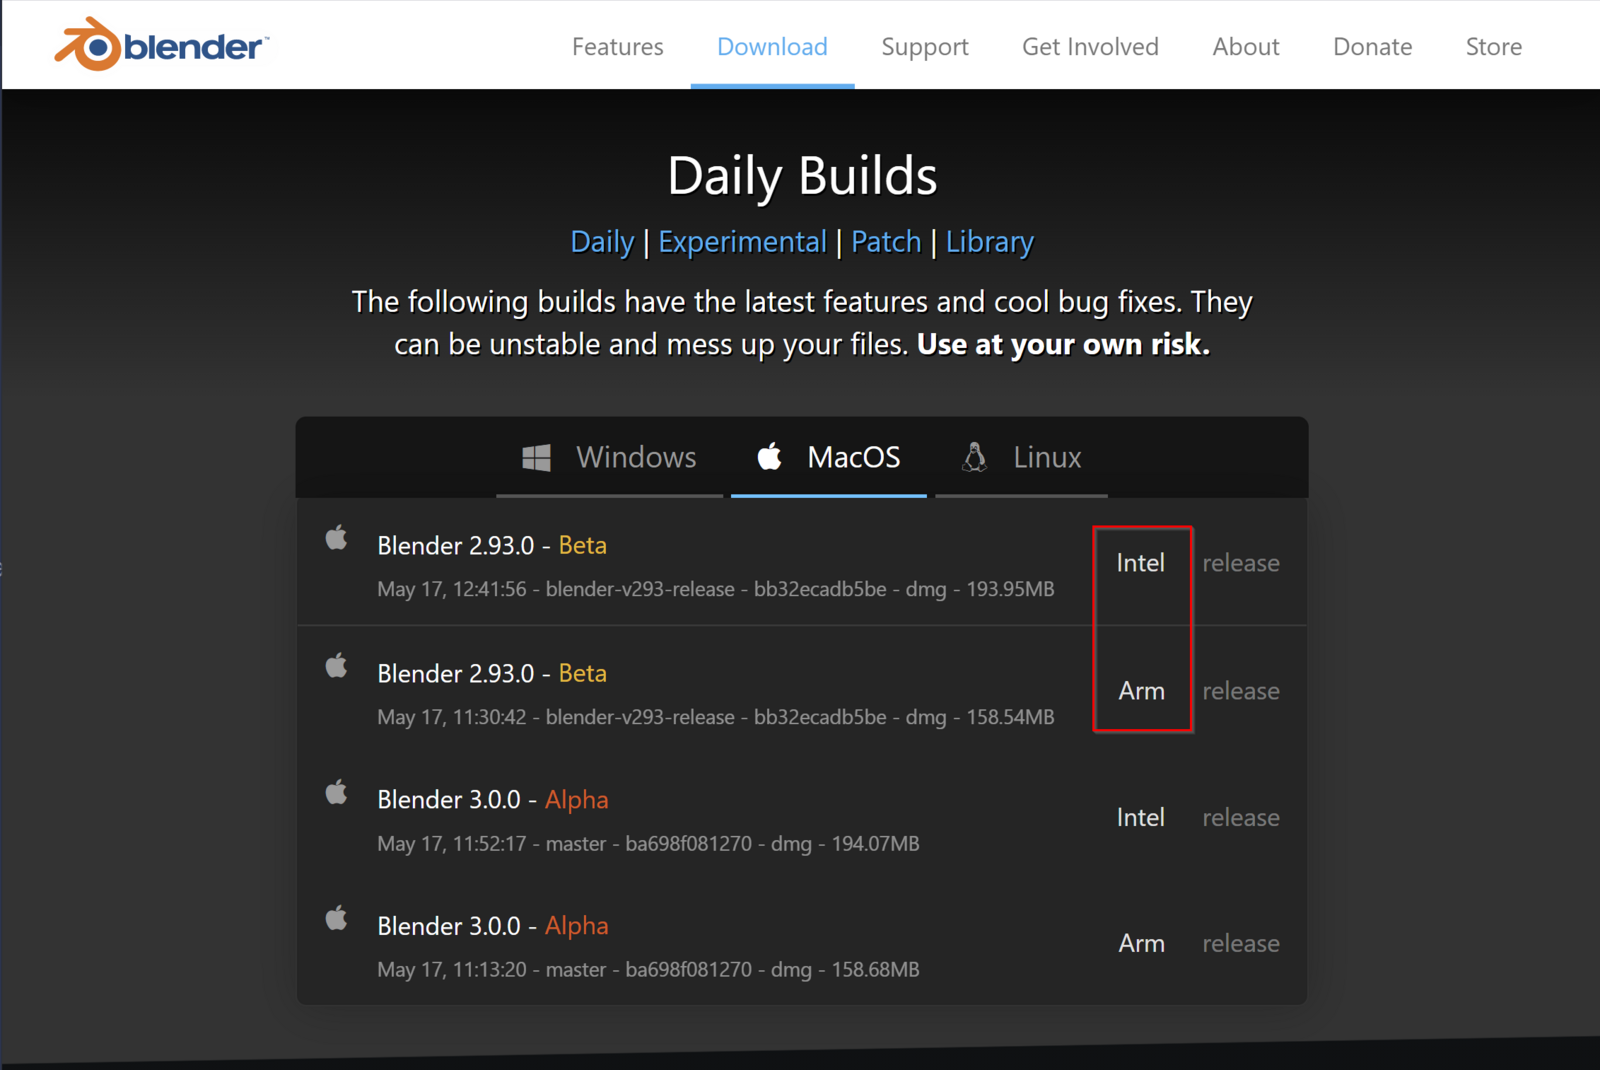 blender™
Features Download Support Get Involved About Donate Store
Daily Builds
Daily | Experimental | Patch | Library
The following builds have the latest features and cool bug fixes. They
can be unstable and mess up your files. Use at your own risk.
Windows MacOS Linux
Blender 2.93.0 - Beta
Intel release
May 17, 12:41:56 - blender-v293-release - bb32ecadb5be - dmg - 193.95MB
Blender 2.93.0 - Beta
Arm release
May 17, 11:30:42 - blender-v293-release - bb32ecadb5be - dmg - 158.54MB
Blender 3.0.0 - Alpha
Intel release
May 17, 11:52:17 - master - ba698f081270 - dmg - 194.07MB
Blender 3.0.0 - Alpha
Arm release
May 17, 11:13:20 - master - ba698f081270 - dmg - 158.68MB